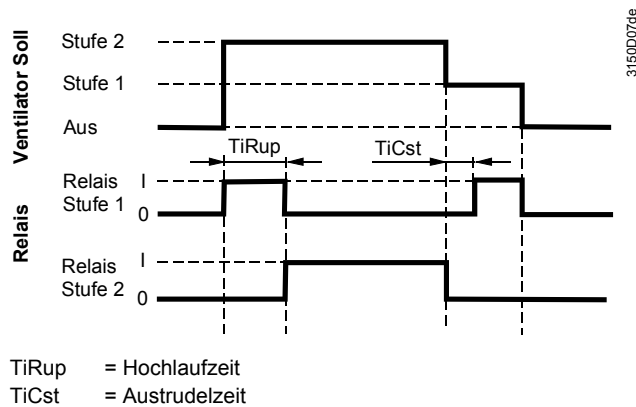 3150D07de
Ventilator Soll
Stufe 2
Stufe 1
Aus
TiRup
TiCst
Relais
Relais
Stufe 1
I
0
Relais
Stufe 2
I
0
TiRup = Hochlaufzeit
TiCst = Austrudelzeit